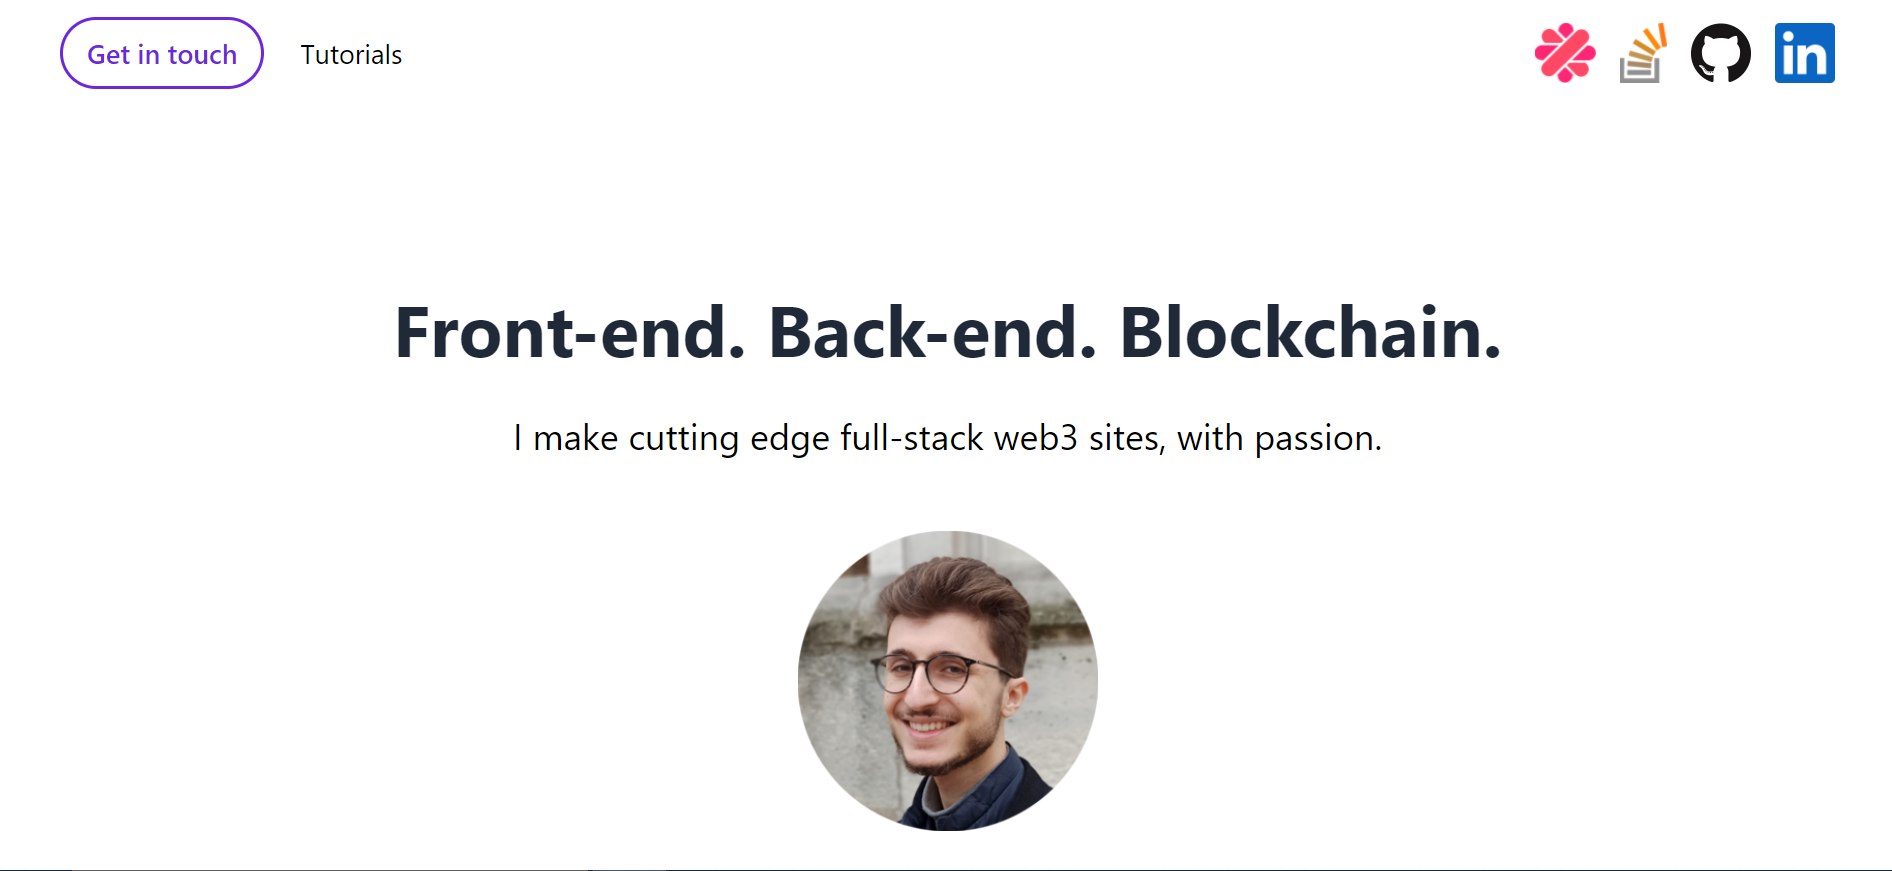 Get in touch
Tutorials
in
Front-end. Back-end. Blockchain.
I make cutting edge full-stack web3 sites, with passion.